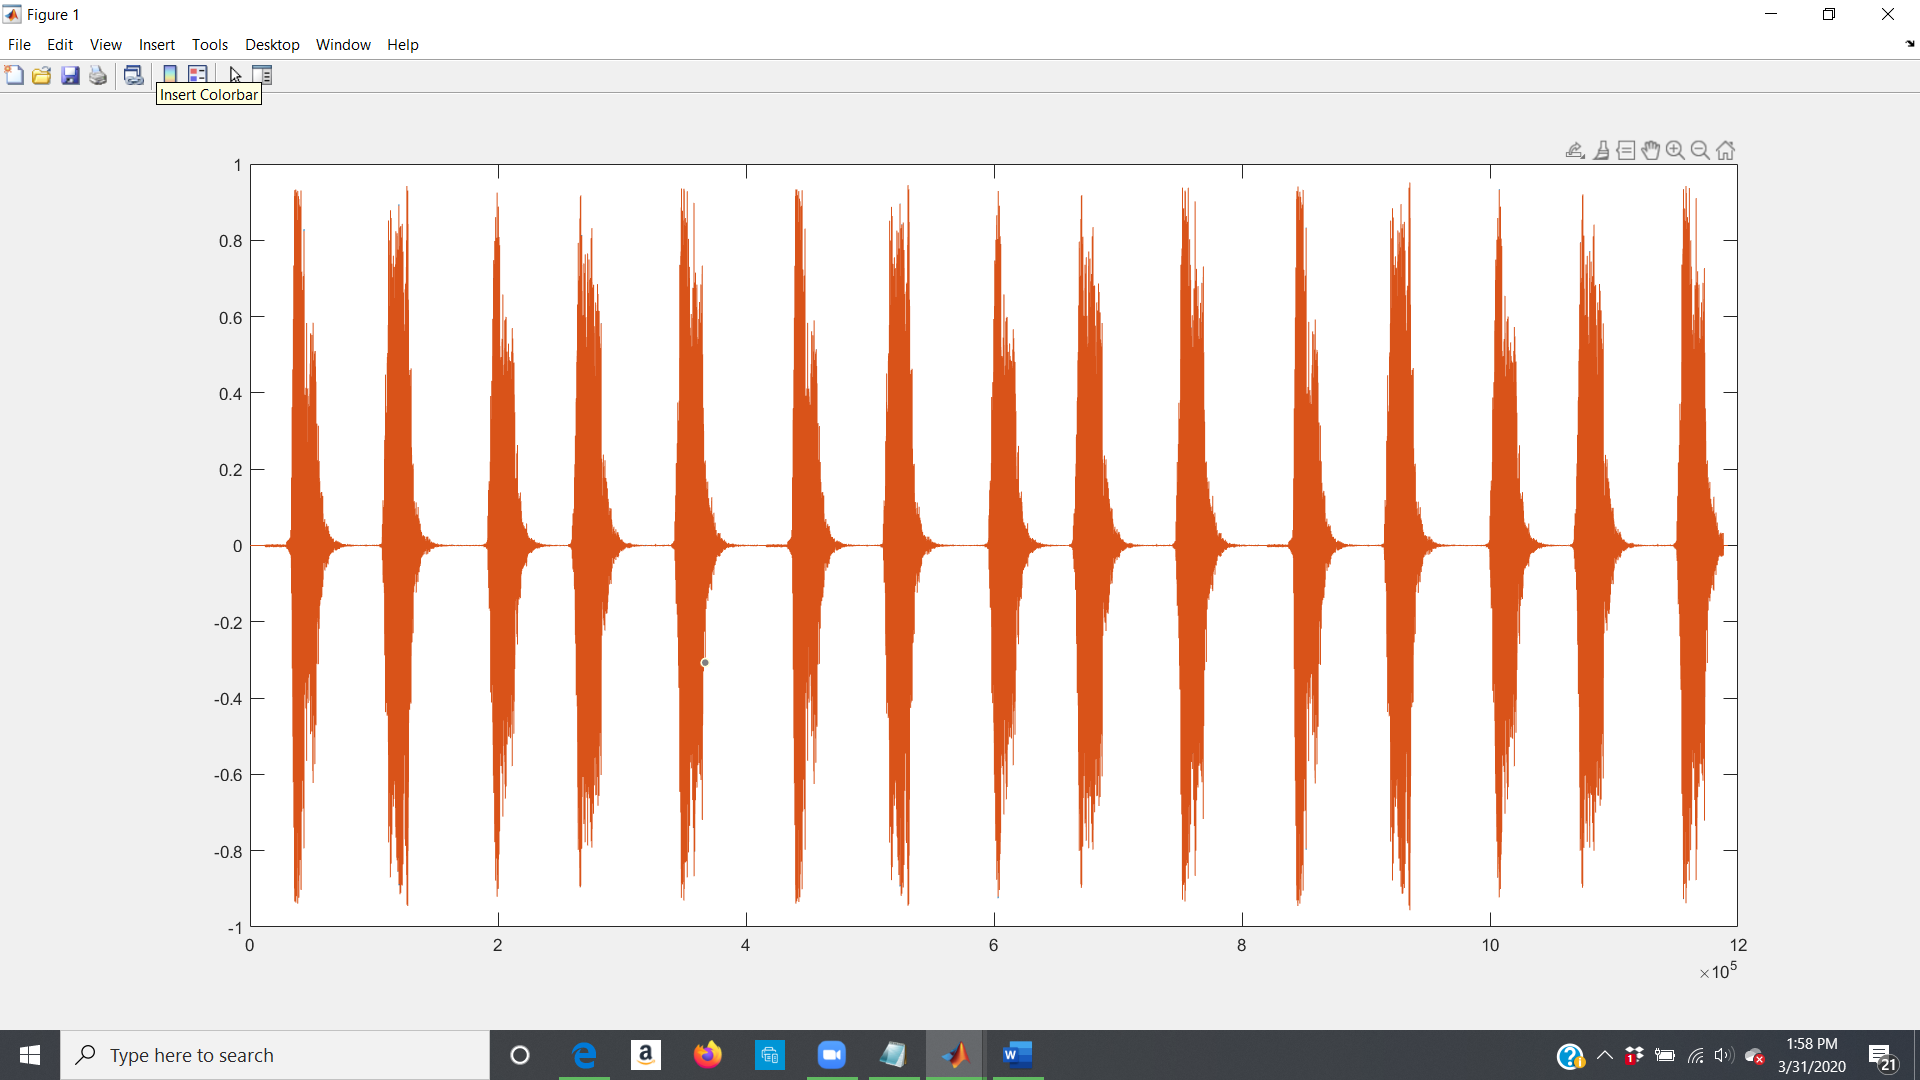 Figure 1
File Edit View Insert Tools Desktop Window Help
Insert Colorbar
1
0.8
0.6
0.4
0.2
0
-0.2
-0.4
-0.6
-0.8
-1
0 2 4 6 8 10 12
×10^5
Type here to search
a
W
?
1
1:58 PM
3/31/2020
21